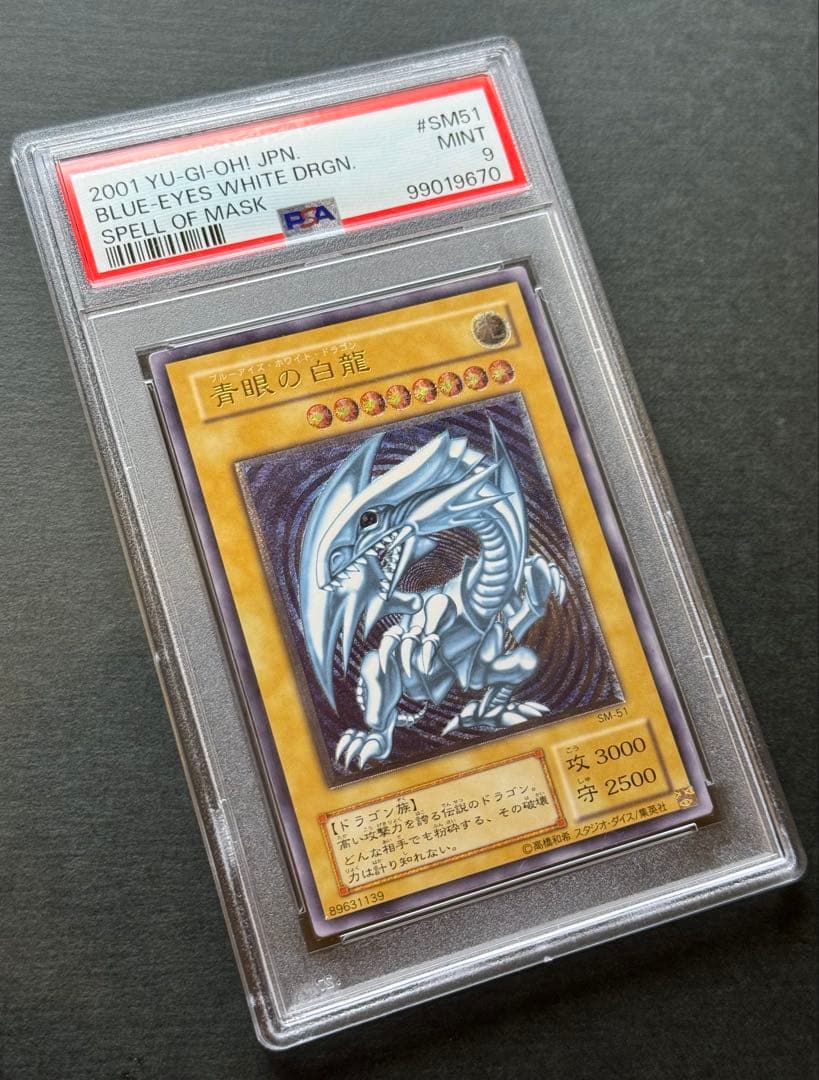 2001 YU-GI-OH! JPN.
BLUE-EYES WHITE DRGN.
SPELL OF MASK
#SM51
MINT
9
99019670
PSA
ブルーアイズ・ホワイト・ドラゴン
青眼の白龍
SM-51
こう
攻 3000
しゅ
守 2500
【ドラゴン族】
高い攻撃力を誇る伝説のドラゴン。
どんな相手でも粉砕する、その破壊
力は計り知れない。
89631139
©高橋和希 スタジオ・ダイス/集英社